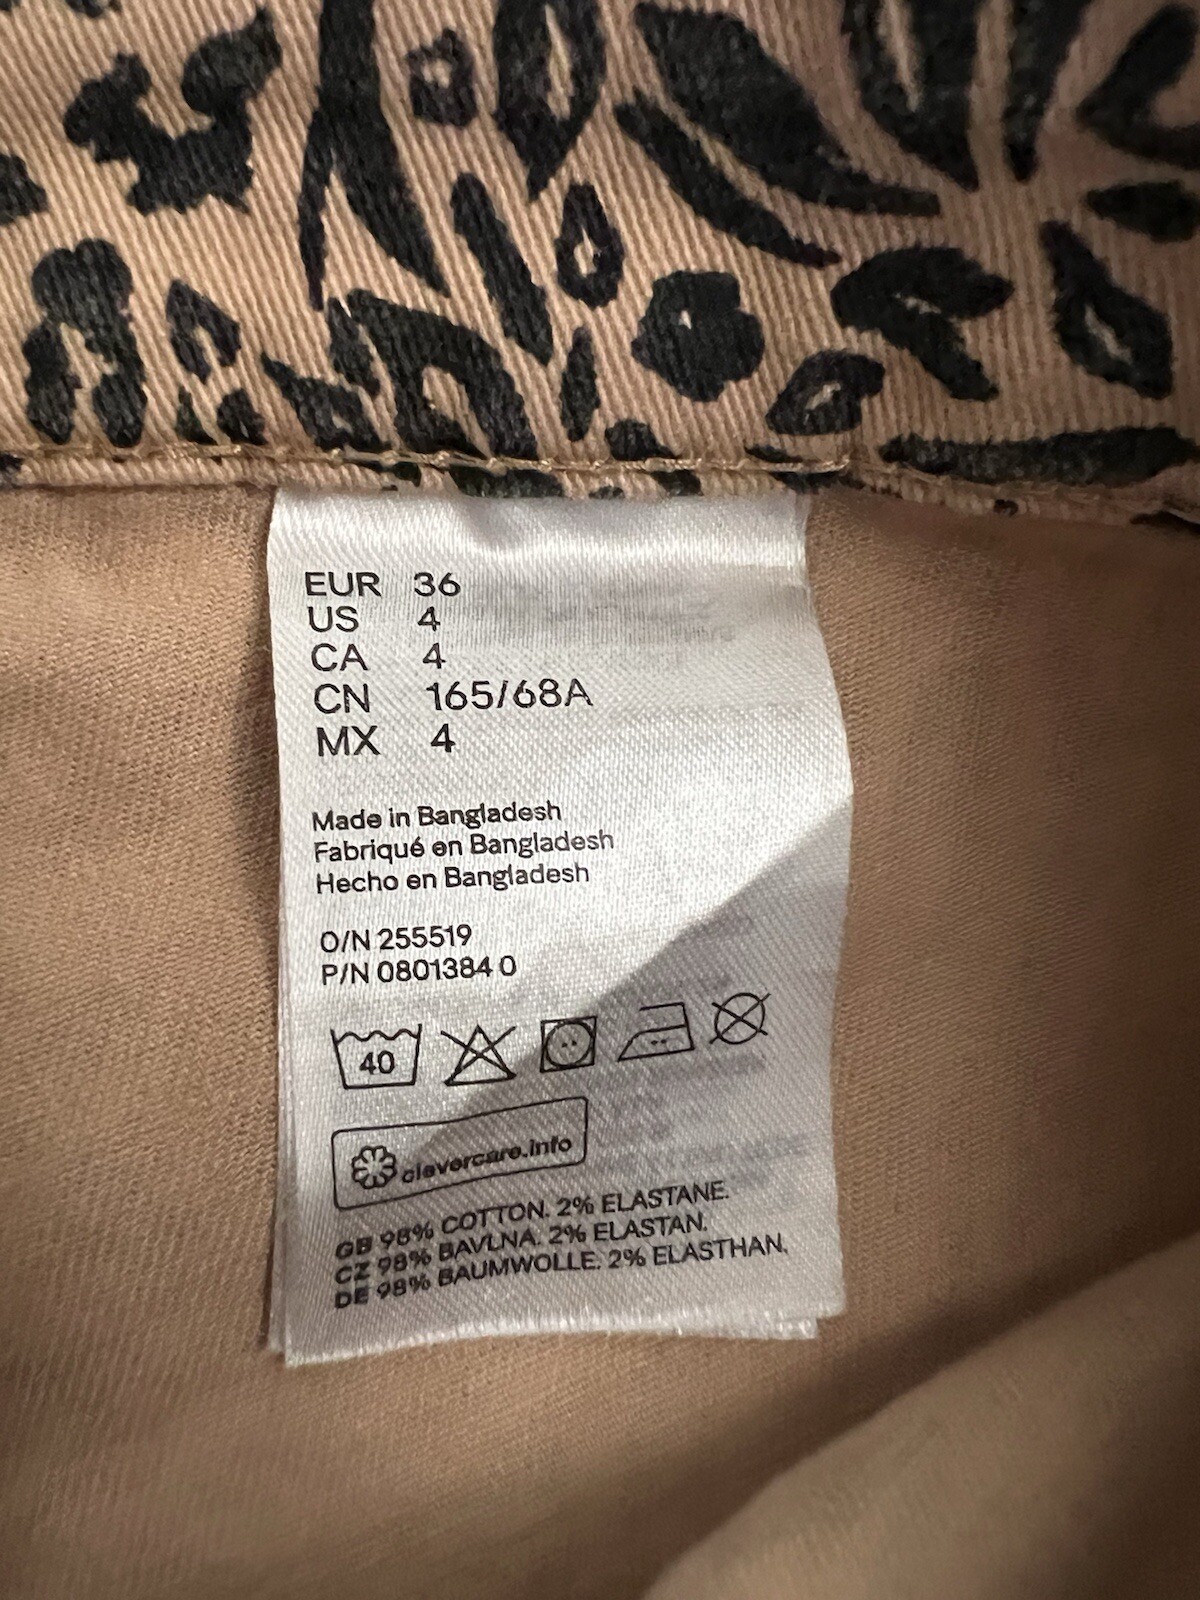 EUR 36
US 4
CA 4
CN 165/68A
MX 4
Made in Bangladesh
Fabriqué en Bangladesh
Hecho en Bangladesh
O/N 255519
P/N 0801384 0
40
clevercare.info
GB 98% COTTON. 2% ELASTANE.
CZ 98% BAVLNA. 2% ELASTAN.
DE 98% BAUMWOLLE. 2% ELASTHAN.